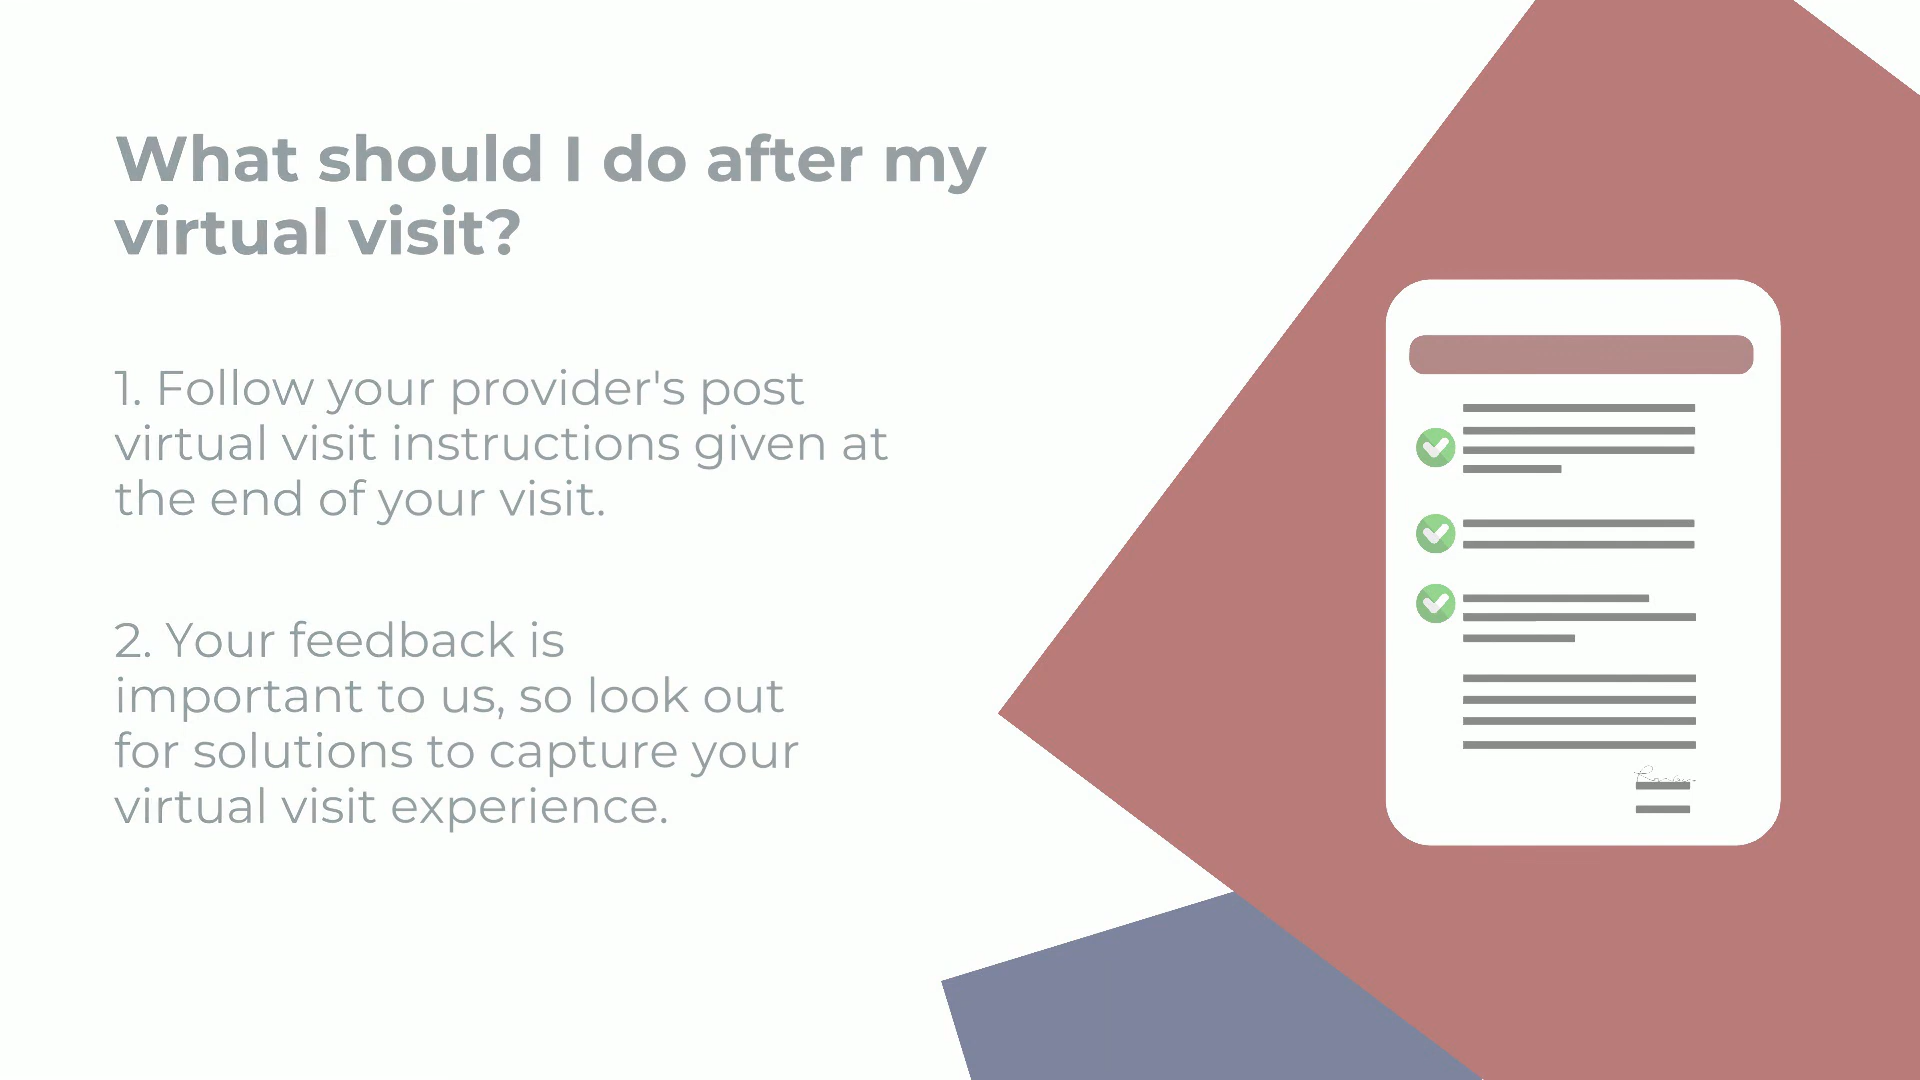 What should I do after my
virtual visit?
1. Follow your provider's post
virtual visit instructions given at
the end of your visit.
2. Your feedback is
important to us, so look out
for solutions to capture your
virtual visit experience.